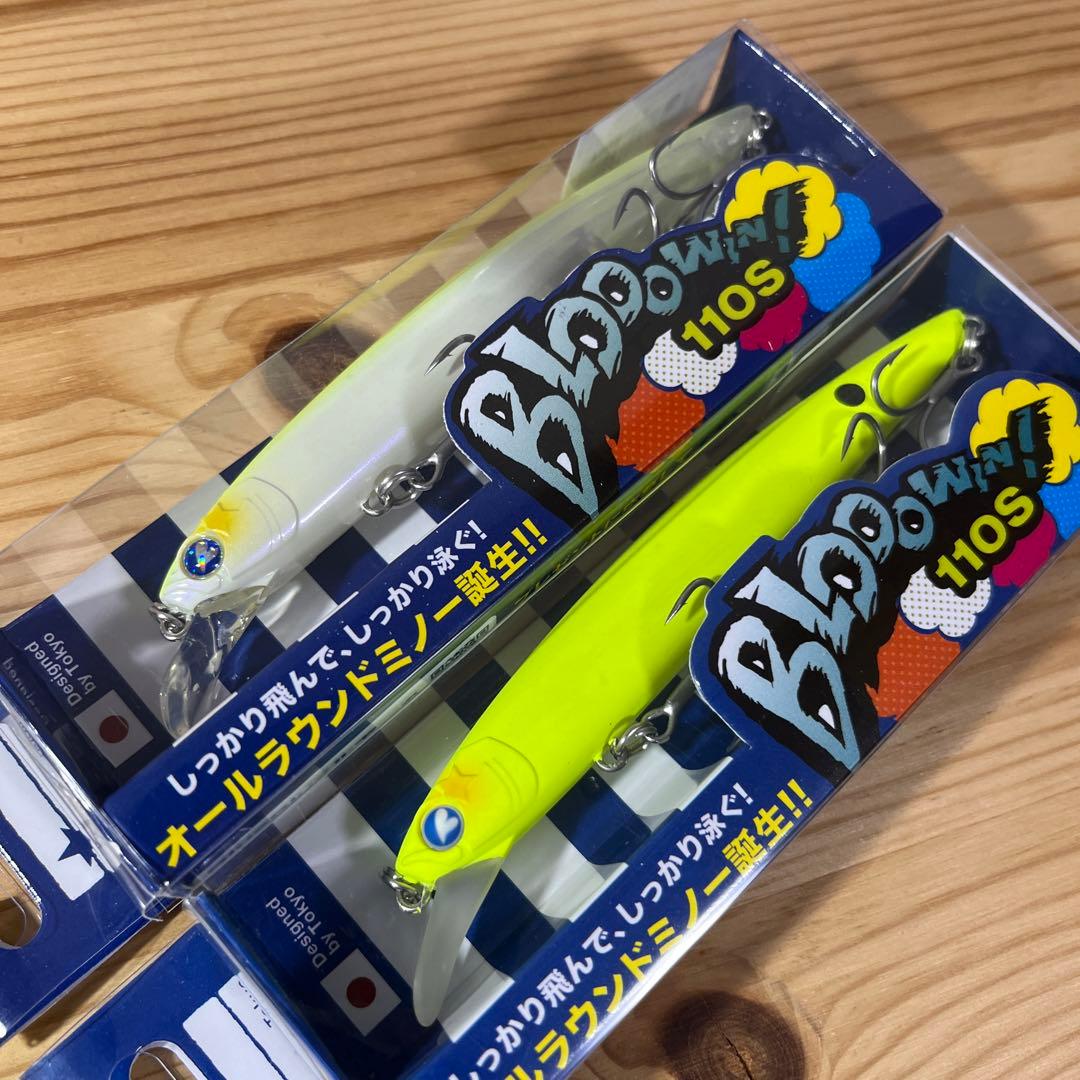 BLooowin!
110S
しっかり飛んで、しっかり泳ぐ!
オールラウンドミノー誕生!!
Designed
by Tokyo
BLooowin!
110S
しっかり飛んで、しっかり泳ぐ!
オールラウンドミノー誕生!!
Designed
by Tokyo